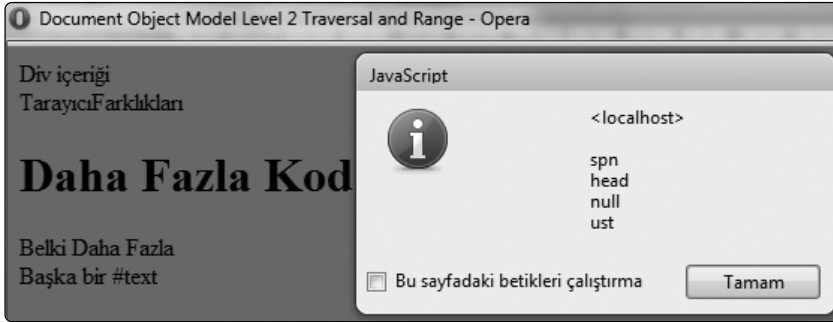 Document Object Model Level 2 Traversal and Range - Opera
Div içeriği
TarayıcıFarklıkları
Daha Fazla Kod
Belki Daha Fazla
Başka bir #text
JavaScript
<localhost>
spn
head
null
ust
Bu sayfadaki betikleri çalıştırma
Tamam